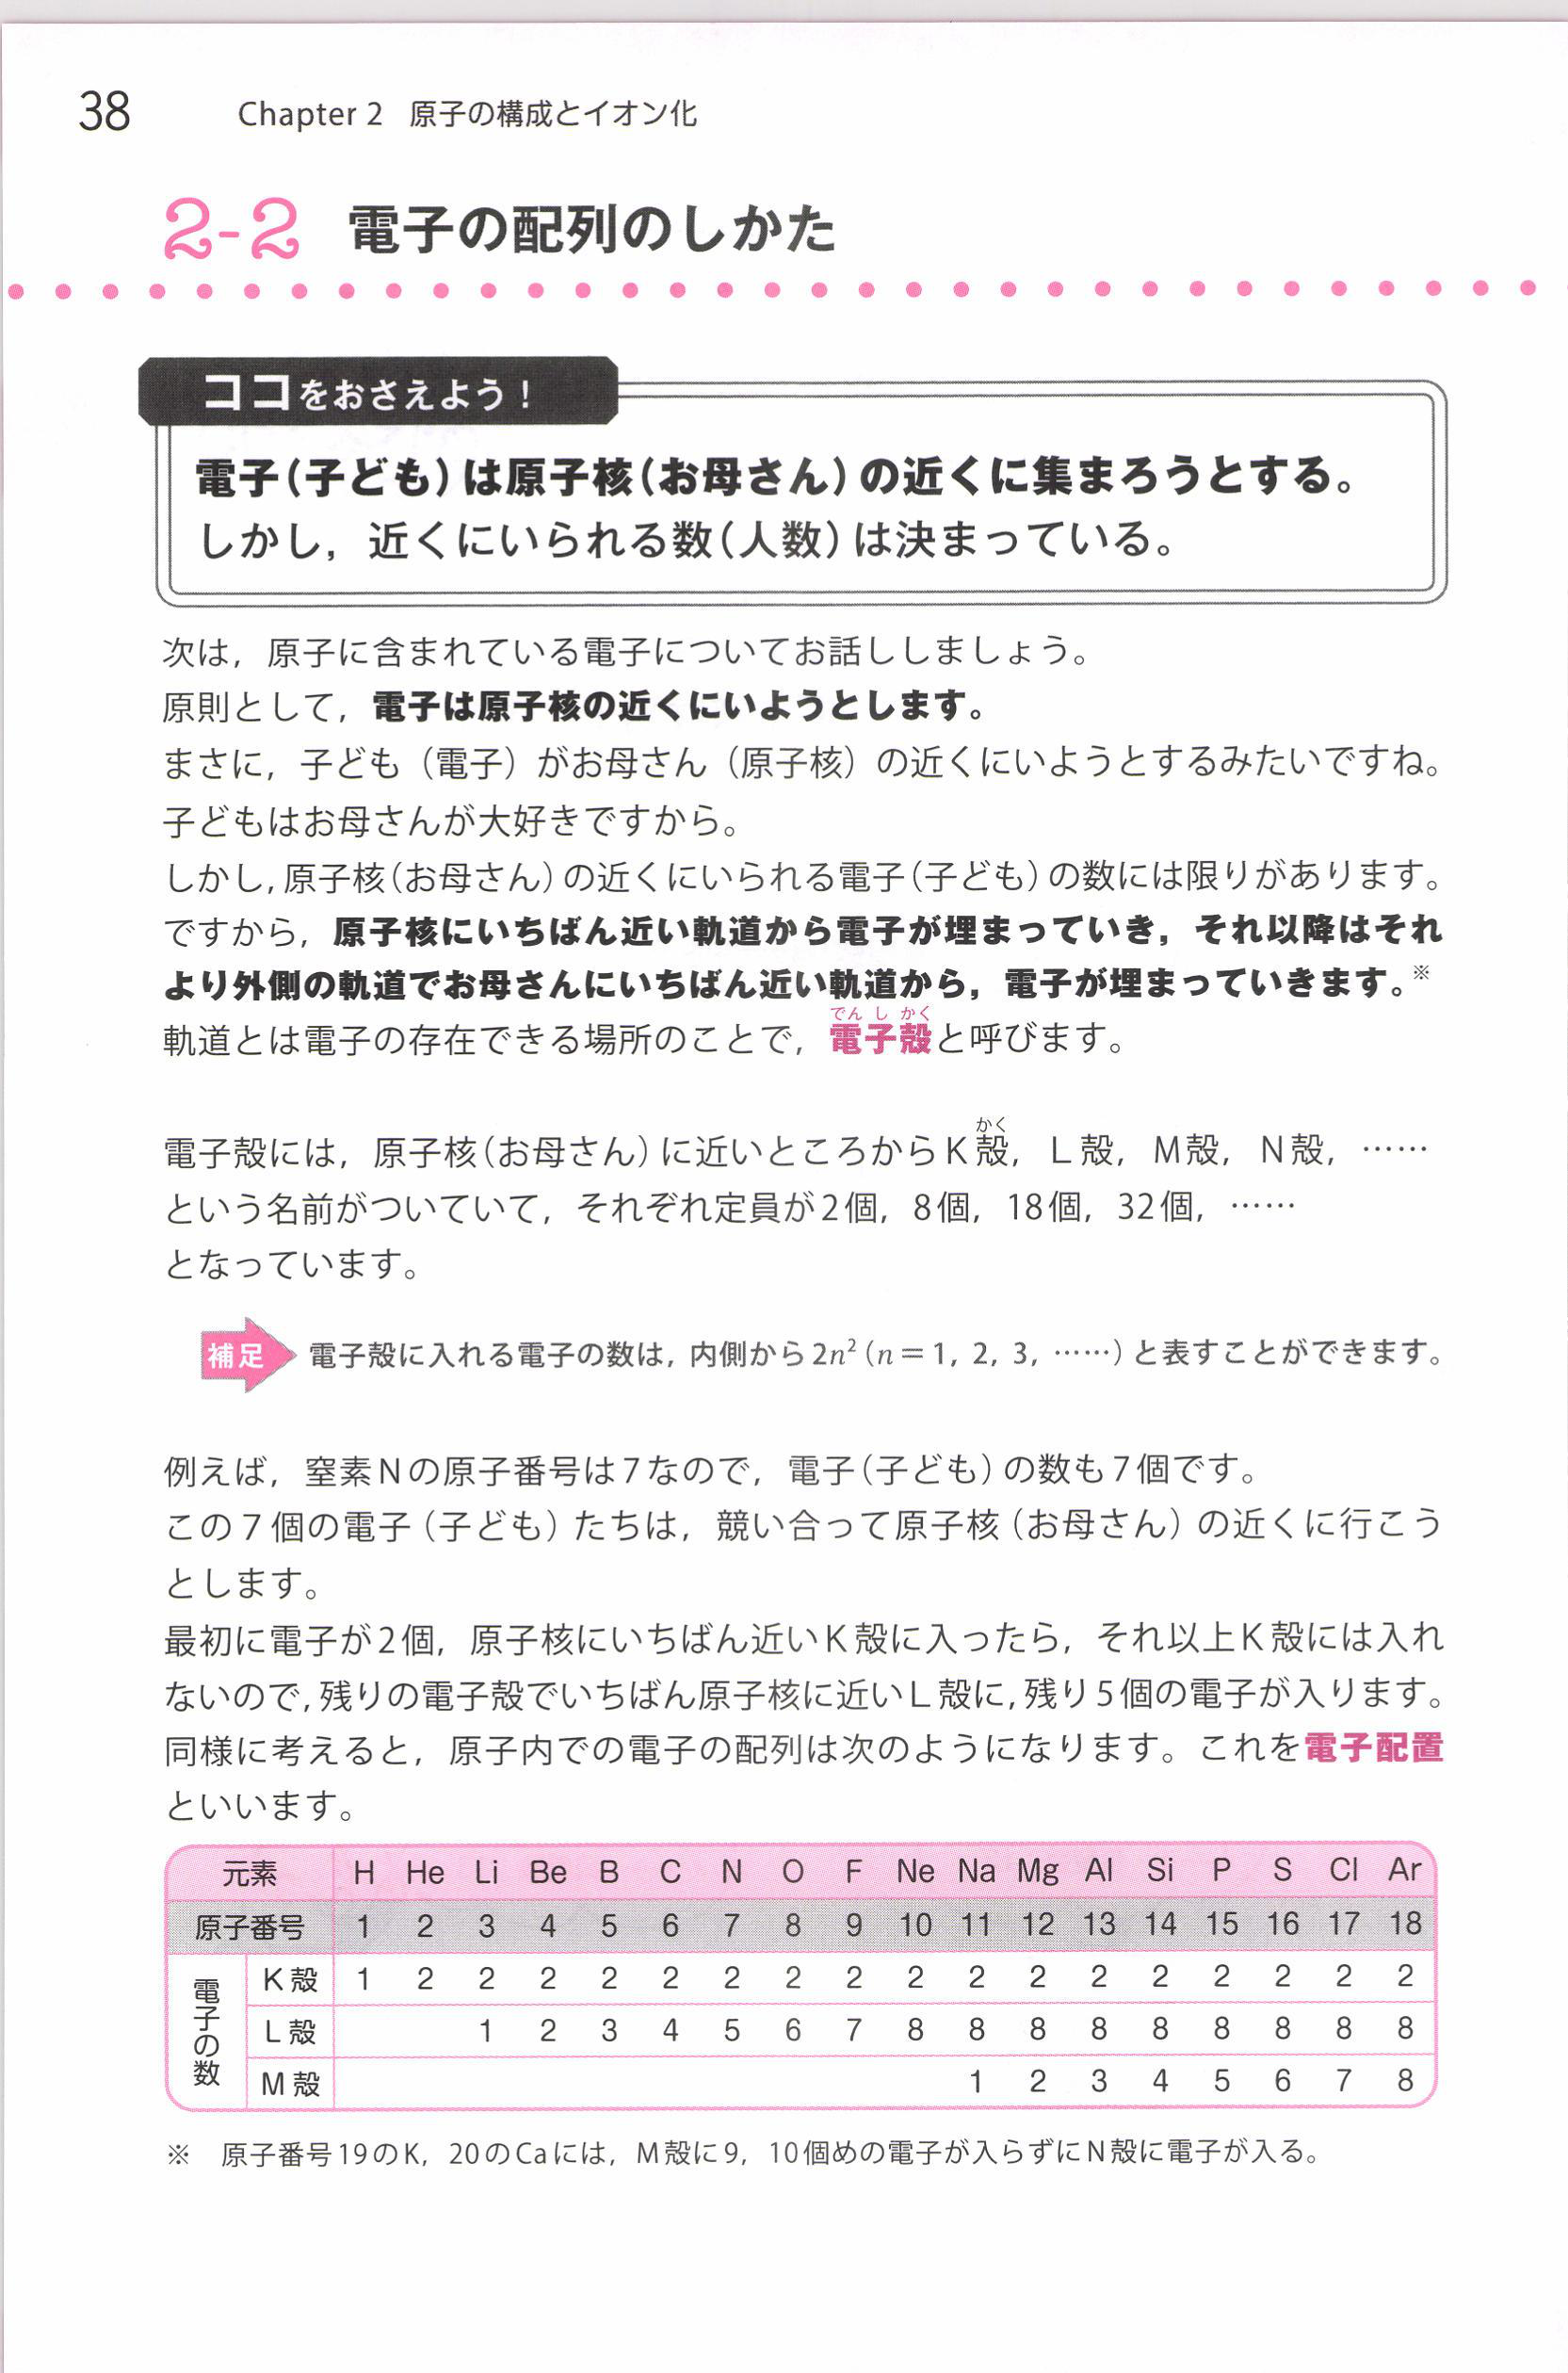 38 Chapter 2 原子の構成とイオン化
2-2 電子の配列のしかた
ココをおさえよう！
電子(子ども)は原子核(お母さん)の近くに集まろうとする。
しかし，近くにいられる数(人数)は決まっている。
次は，原子に含まれている電子についてお話ししましょう。
原則として，電子は原子核の近くにいようとします。
まさに，子ども（電子）がお母さん（原子核）の近くにいようとするみたいですね。
子どもはお母さんが大好きですから。
しかし，原子核(お母さん)の近くにいられる電子(子ども)の数には限りがあります。
ですから，原子核にいちばん近い軌道から電子が埋まっていき，それ以降はそれ
より外側の軌道でお母さんにいちばん近い軌道から，電子が埋まっていきます。※
でん し かく
軌道とは電子の存在できる場所のことで，電子殻と呼びます。
かく
電子殻には，原子核(お母さん)に近いところからK殻，L殻，M殻，N殻，……
という名前がついていて，それぞれ定員が2個，8個，18個，32個，……
となっています。
補足 電子殻に入れる電子の数は，内側から2n²(n＝1，2，3，……)と表すことができます。
例えば，窒素Nの原子番号は7なので，電子(子ども)の数も7個です。
この7個の電子(子ども)たちは，競い合って原子核(お母さん)の近くに行こう
とします。
最初に電子が2個，原子核にいちばん近いK殻に入ったら，それ以上K殻には入れ
ないので，残りの電子殻でいちばん原子核に近いL殻に，残り5個の電子が入ります。
同様に考えると，原子内での電子の配列は次のようになります。これを電子配置
といいます。
元素 H He Li Be B C N O F Ne Na Mg Al Si P S Cl Ar
原子番号 1 2 3 4 5 6 7 8 9 10 11 12 13 14 15 16 17 18
電子の数
K殻 1 2 2 2 2 2 2 2 2 2 2 2 2 2 2 2 2 2
L殻 1 2 3 4 5 6 7 8 8 8 8 8 8 8 8 8
M殻 1 2 3 4 5 6 7 8
※ 原子番号19のK，20のCaには，M殻に9，10個めの電子が入らずにN殻に電子が入る。